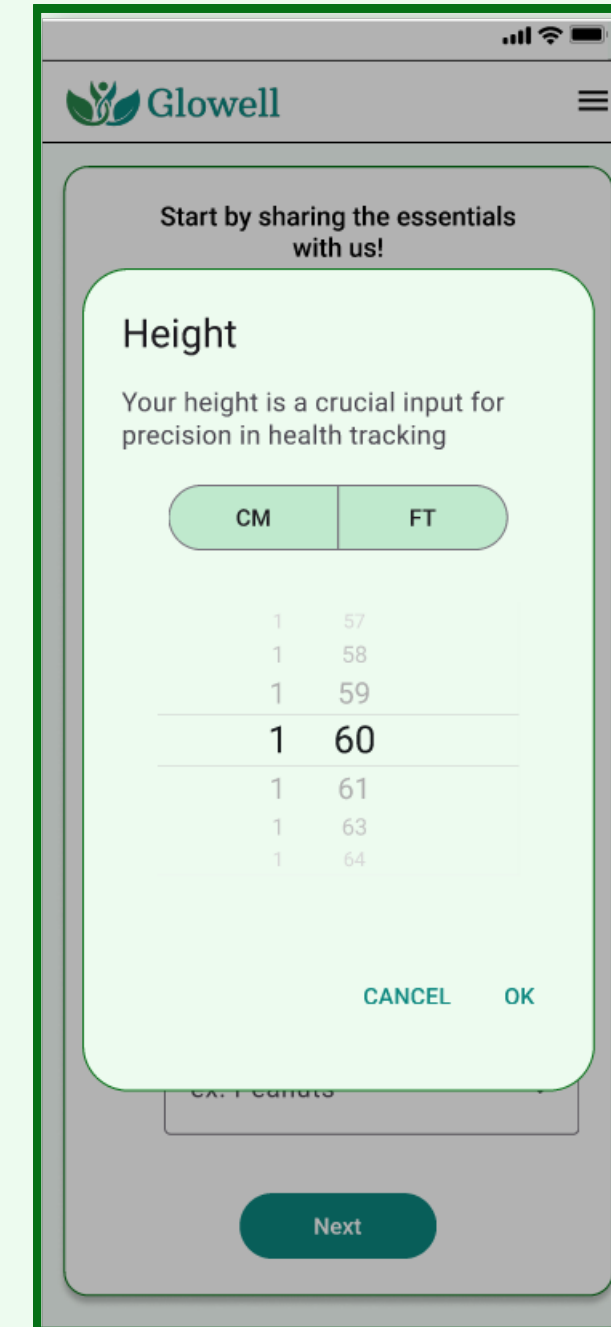 Glowell
Start by sharing the essentials
with us!
Height
Your height is a crucial input for
precision in health tracking
CM FT
1 57
1 58
1 59
1 60
1 61
1 63
1 64
CANCEL OK
ex. Peanuts
Next